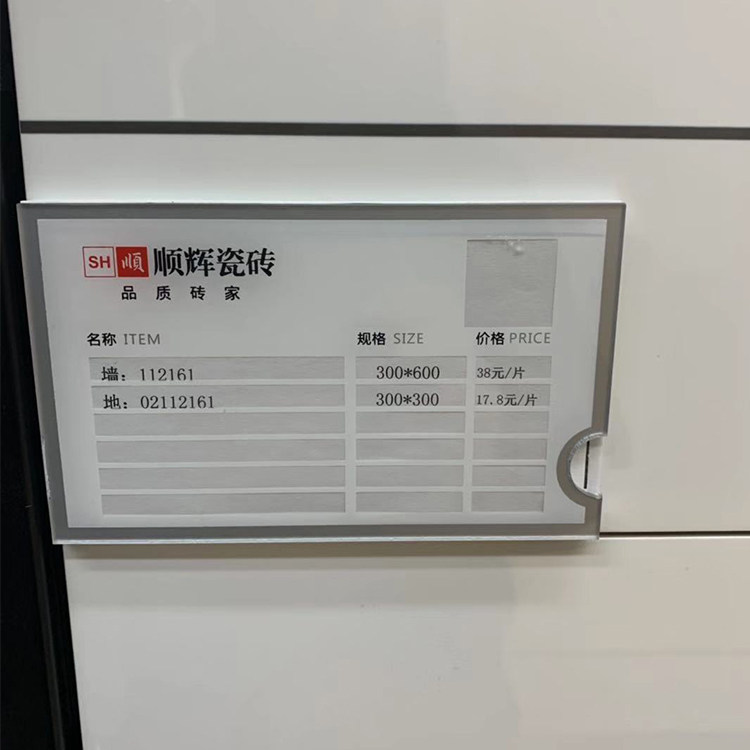 SH 順 顺辉瓷砖
品质砖家
名称 ITEM 规格 SIZE 价格 PRICE
墙：112161 300*600 38元/片
地：02112161 300*300 17.8元/片